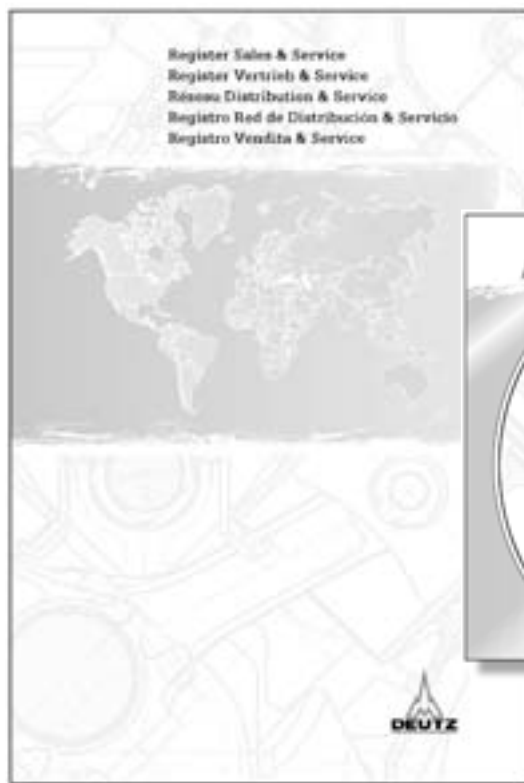 Register Sales & Service
Register Vertrieb & Service
Réseau Distribution & Service
Registro Red de Distribución & Servicio
Registro Vendita & Service
DEUTZ